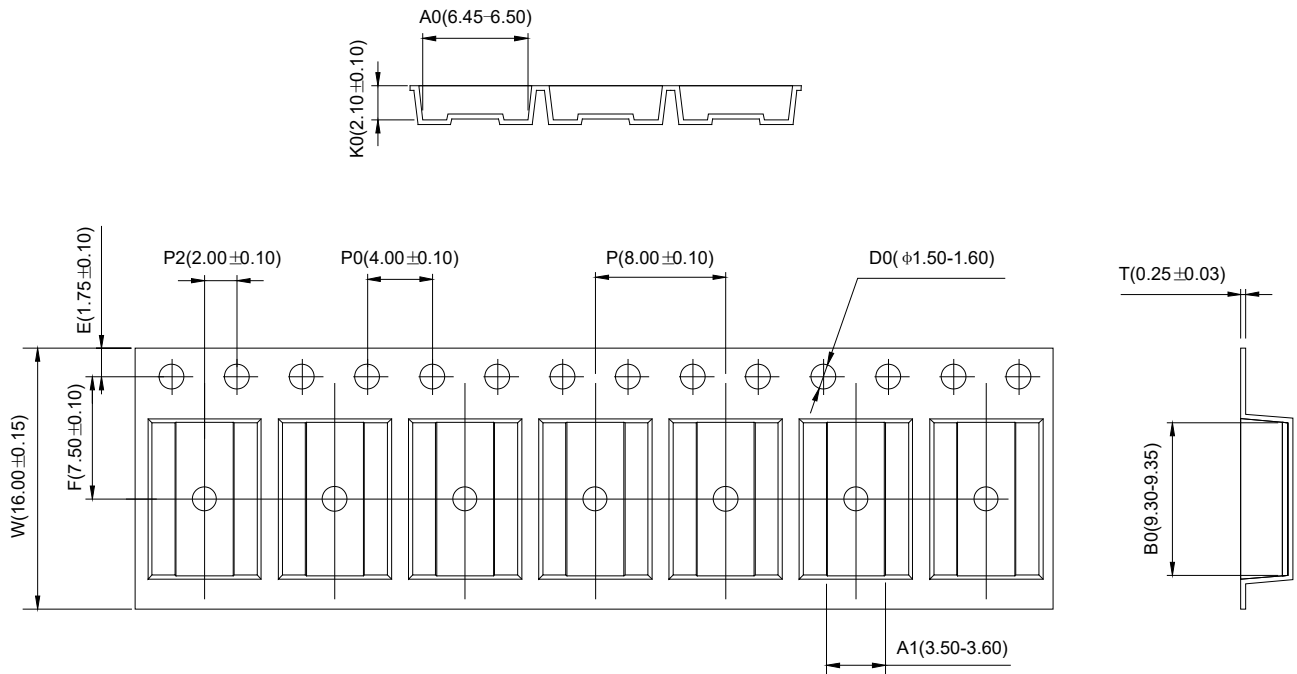 A0(6.45-6.50)
K0(2.10±0.10)
E(1.75±0.10)
P2(2.00±0.10)
P0(4.00±0.10)
P(8.00±0.10)
D0(ϕ1.50-1.60)
T(0.25±0.03)
W(16.00±0.15)
F(7.50±0.10)
B0(9.30-9.35)
A1(3.50-3.60)